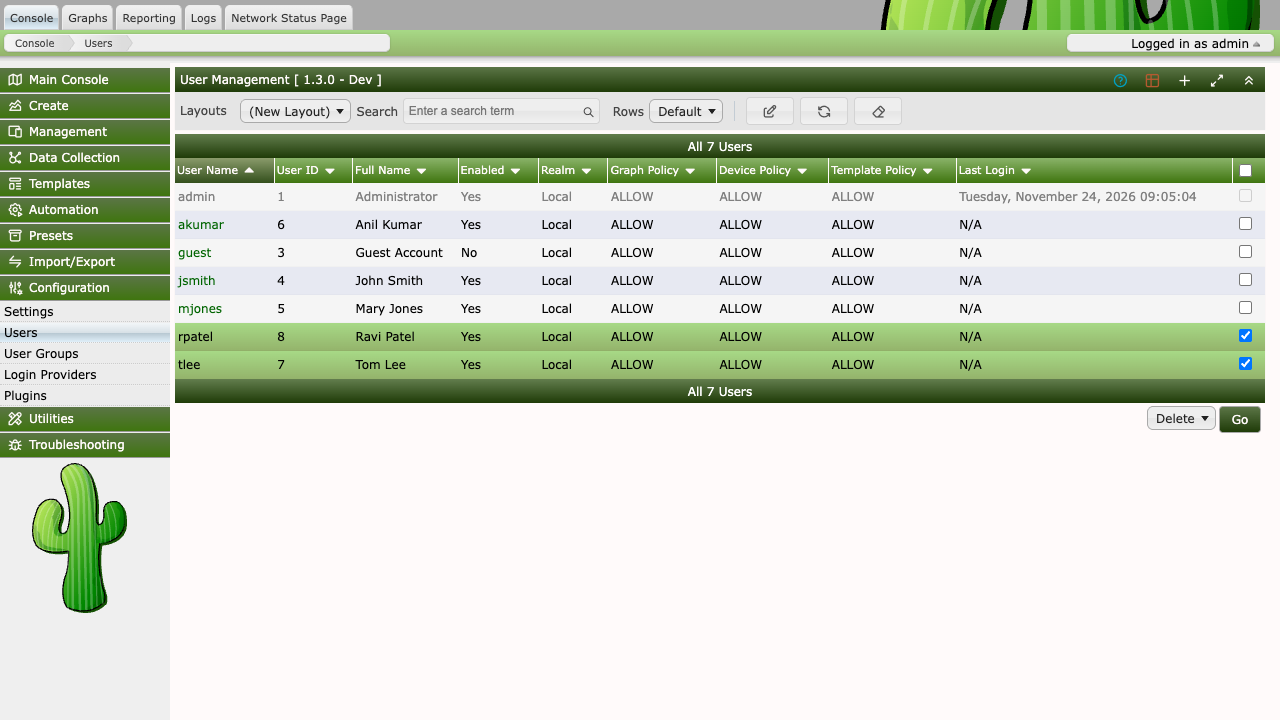 Console
Graphs
Reporting
Logs
Network Status Page
Console
Users
Logged in as admin
Main Console
Create
Management
Data Collection
Templates
Automation
Presets
Import/Export
Configuration
Settings
Users
User Groups
Login Providers
Plugins
Utilities
Troubleshooting
User Management [ 1.3.0 - Dev ]
Layouts (New Layout) Search Enter a search term Rows Default
All 7 Users
User Name User ID Full Name Enabled Realm Graph Policy Device Policy Template Policy Last Login
admin 1 Administrator Yes Local ALLOW ALLOW ALLOW Tuesday, November 24, 2026 09:05:04
akumar 6 Anil Kumar Yes Local ALLOW ALLOW ALLOW N/A
guest 3 Guest Account No Local ALLOW ALLOW ALLOW N/A
jsmith 4 John Smith Yes Local ALLOW ALLOW ALLOW N/A
mjones 5 Mary Jones Yes Local ALLOW ALLOW ALLOW N/A
rpatel 8 Ravi Patel Yes Local ALLOW ALLOW ALLOW N/A
tlee 7 Tom Lee Yes Local ALLOW ALLOW ALLOW N/A
All 7 Users
Delete Go